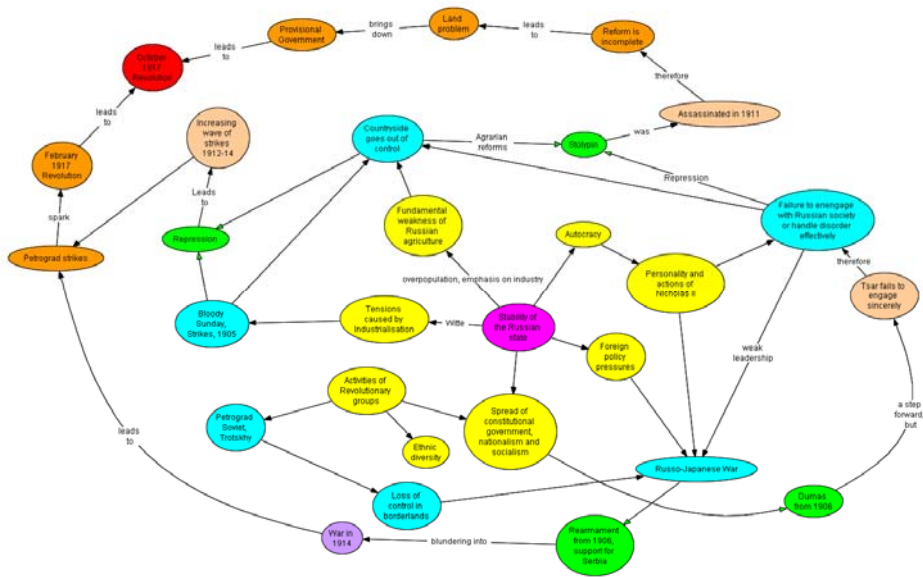 Land
problem
brings
down
leads
to
Provisional
Government
Reform is
incomplete
leads
to
October
1917
Revolution
therefore
leads
to
Increasing
wave of
strikes
1912-14
Assassinated in 1911
Countryside
goes out of
control
Agrarian
reforms
was
Stolypin
February
1917
Revolution
Leads
to
Repression
Fundamental
weakness of
Russian
agriculture
Failure to enengage
with Russian society
or handle disorder
effectively
spark
Repression
Autocracy
Petrograd strikes
therefore
overpopulation, emphasis on industry
Personality and
actions of
Nicholas II
Tsar fails to
engage
sincerely
Bloody
Sunday,
Strikes, 1905
Tensions
caused by
Industrialisation
Witte
Stability of
the Russian
state
Foreign
policy
pressures
weak
leadership
Activities of
Revolutionary
groups
a step
forward,
but
Petrograd
Soviet,
Trotskhy
Spread of
constitutional
government,
nationalism and
socialism
leads
to
Ethnic
diversity
Russo-Japanese War
Loss of
control in
borderlands
Dumas
from 1906
War in
1914
blundering into
Rearmament
from 1906,
support for
Serbia